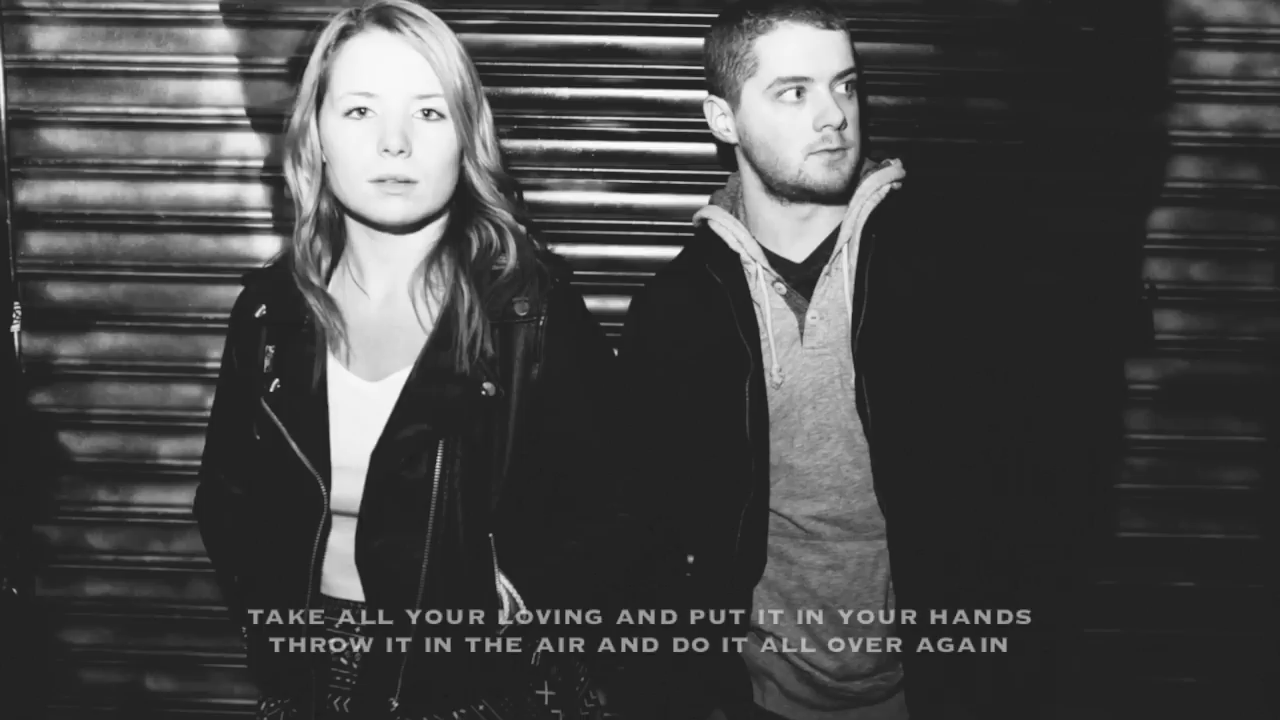 TAKE ALL YOUR LOVING AND PUT IT IN YOUR HANDS
THROW IT IN THE AIR AND DO IT ALL OVER AGAIN